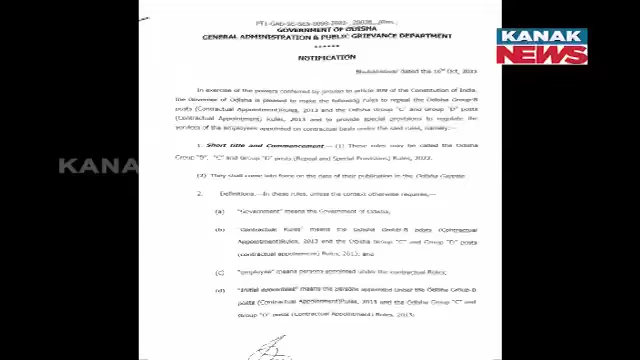 GOVERNMENT OF ODISHA
GENERAL ADMINISTRATION & PUBLIC GRIEVANCE DEPARTMENT
******
NOTIFICATION
KANAK
NEWS
Bhubaneswar dated the 16th Oct,
In exercise of the powers conferred by proviso to article 309 of the Constitution of India,
the Governor of Odisha is pleased to make the following rules to repeal the Odisha Group-B
posts (Contractual Appointment)Rules, 2013 and the Odisha Group "C" and Group "D" posts
(Contractual Appointment) Rules, 2013 and to provide special provisions to regulate the
services of the employees appointed on contractual basis under the said rules, namely:—
1. Short title and Commencement.— (1) These rules may be called the Odisha
Group "B", "C" and Group "D" posts (Repeal and Special Provisions) Rules, 2022.
(2) They shall come into force on the date of their publication in the Odisha Gazette.
KANAK
2. Definitions.— In these rules, unless the context otherwise requires,—
(a) "Government" means the Government of Odisha;
(b) "Contractual Rules" means the Odisha Group-B posts (Contractual
Appointment)Rules, 2013 and the Odisha Group "C" and Group "D" posts
(contractual appointment) Rules, 2013; and
(c) "employee" means persons appointed under the contractual Rules;
(d) "Initial appointees" means the persons appointed under the Odisha Group-B
posts (Contractual Appointment)Rules, 2013 and the Odisha Group "C" and
Group "D" posts (Contractual Appointment) Rules, 2013;